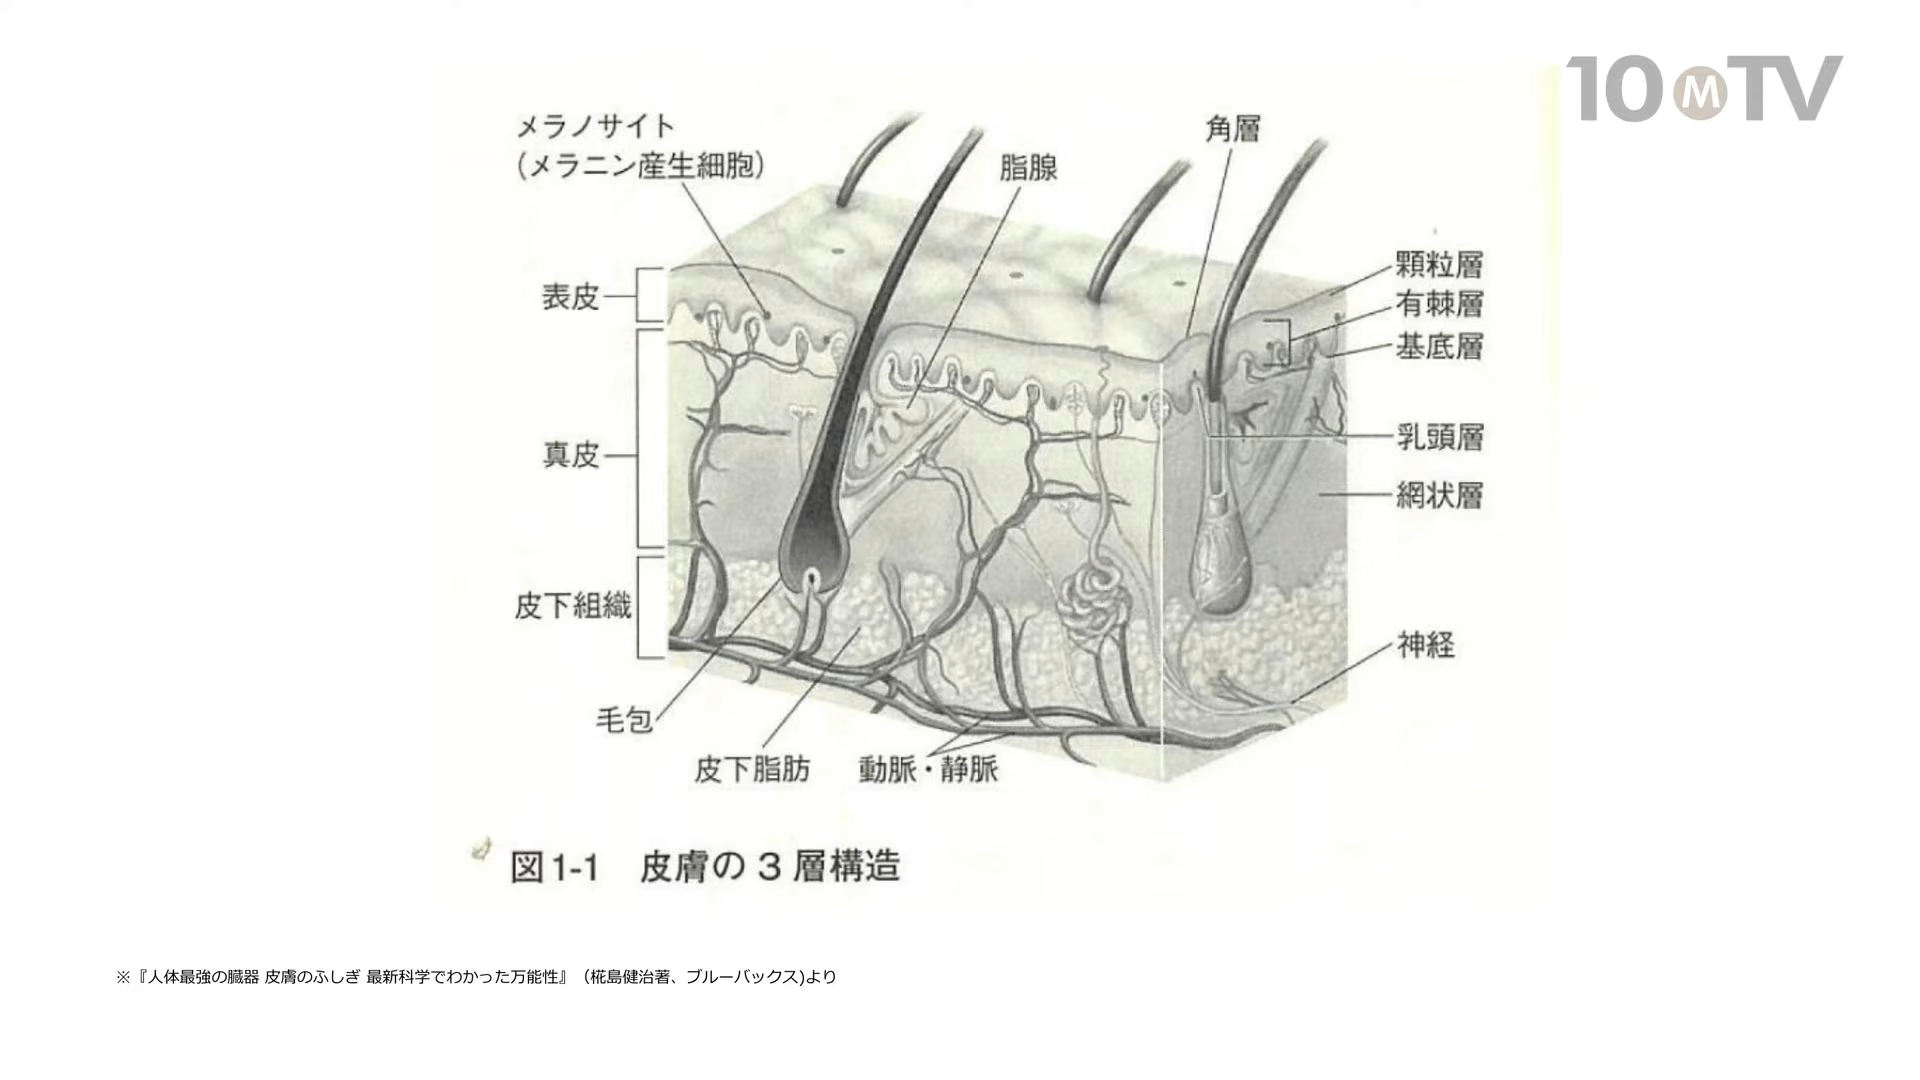 10MTV
メラノサイト
(メラニン産生細胞)
脂腺
角層
顆粒層
有棘層
基底層
表皮
真皮
乳頭層
網状層
皮下組織
神経
毛包
皮下脂肪
動脈・静脈
図1-1 皮膚の3層構造
※『人体最強の臓器 皮膚のふしぎ 最新科学でわかった万能性』(椛島健治著、ブルーバックス)より